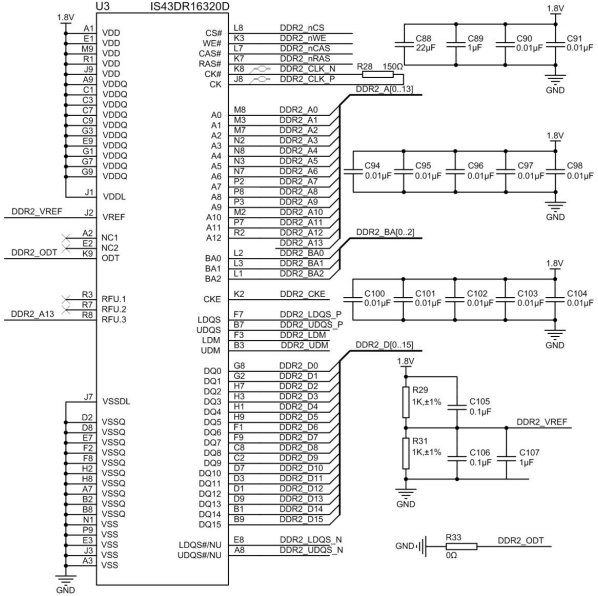 U3 IS43DR16320D
1.8V
A1 VDD
E1 VDD
M9 VDD
R1 VDD
J9 VDD
A9 VDDQ
C1 VDDQ
C3 VDDQ
C7 VDDQ
C9 VDDQ
G3 VDDQ
E9 VDDQ
G1 VDDQ
G7 VDDQ
G9 VDDQ
J1 VDDL
DDR2_VREF J2 VREF
A2 NC1
E2 NC2
DDR2_ODT K9 ODT
R3 RFU.1
R7 RFU.2
DDR2_A13 R8 RFU.3
J7 VSSDL
D2 VSSQ
D8 VSSQ
E7 VSSQ
F2 VSSQ
F8 VSSQ
H2 VSSQ
H8 VSSQ
A7 VSSQ
B2 VSSQ
B8 VSSQ
N1 VSS
P9 VSS
E3 VSS
J3 VSS
A3 VSS
GND
CS# L8 DDR2_nCS
WE# K3 DDR2_nWE
CAS# L7 DDR2_nCAS
RAS# K7 DDR2_nRAS
CK# K8 DDR2_CLK_N R28 150Ω
CK J8 DDR2_CLK_P
DDR2_A[0..13]
A0 M8 DDR2_A0
A1 M3 DDR2_A1
A2 M7 DDR2_A2
A3 N2 DDR2_A3
A4 N8 DDR2_A4
A5 N3 DDR2_A5
A6 N7 DDR2_A6
A7 P2 DDR2_A7
A8 P8 DDR2_A8
A9 P3 DDR2_A9
A10 M2 DDR2_A10
A11 P7 DDR2_A11
A12 R2 DDR2_A12
DDR2_A13
DDR2_BA[0..2]
BA0 L2 DDR2_BA0
BA1 L3 DDR2_BA1
BA2 L1 DDR2_BA2
CKE K2 DDR2_CKE
LDQS F7 DDR2_LDQS_P
UDQS B7 DDR2_UDQS_P
LDM F3 DDR2_LDM
UDM B3 DDR2_UDM
DDR2_D[0..15]
DQ0 G8 DDR2_D0
DQ1 G2 DDR2_D1
DQ2 H7 DDR2_D2
DQ3 H3 DDR2_D3
DQ4 H1 DDR2_D4
DQ5 H9 DDR2_D5
DQ6 F1 DDR2_D6
DQ7 F9 DDR2_D7
DQ8 C8 DDR2_D8
DQ9 C2 DDR2_D9
DQ10 D7 DDR2_D10
DQ11 D3 DDR2_D11
DQ12 D1 DDR2_D12
DQ13 D9 DDR2_D13
DQ14 B1 DDR2_D14
DQ15 B9 DDR2_D15
LDQS#/NU E8 DDR2_LDQS_N
UDQS#/NU A8 DDR2_UDQS_N
1.8V
C88 C89 C90 C91
22µF 1µF 0.01µF 0.01µF
GND
1.8V
C94 C95 C96 C97 C98
0.01µF 0.01µF 0.01µF 0.01µF 0.01µF
GND
1.8V
C100 C101 C102 C103 C104
0.01µF 0.01µF 0.01µF 0.01µF 0.01µF
GND
1.8V
R29
1K,±1%
C105
0.1µF
DDR2_VREF
R31
1K,±1%
C106 C107
0.1µF 1µF
GND
GND R33 DDR2_ODT
0Ω